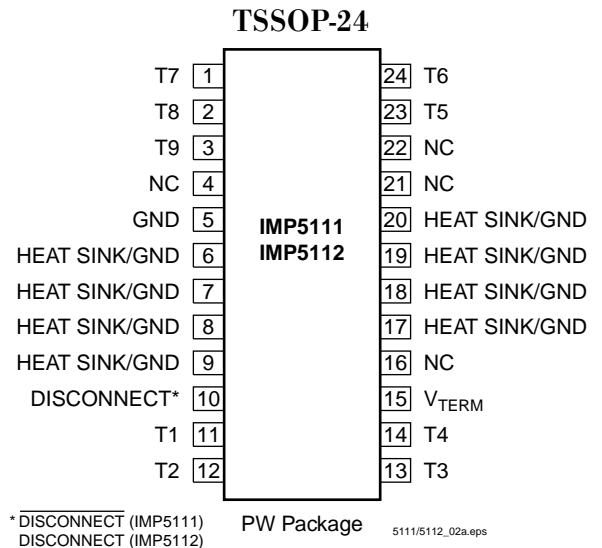 TSSOP-24
T7 1 24 T6
T8 2 23 T5
T9 3 22 NC
NC 4 21 NC
GND 5 20 HEAT SINK/GND
IMP5111
IMP5112
HEAT SINK/GND 6 19 HEAT SINK/GND
HEAT SINK/GND 7 18 HEAT SINK/GND
HEAT SINK/GND 8 17 HEAT SINK/GND
HEAT SINK/GND 9 16 NC
DISCONNECT* 10 15 VTERM
T1 11 14 T4
T2 12 13 T3
* DISCONNECT (IMP5111)
DISCONNECT (IMP5112)
PW Package
5111/5112_02a.eps